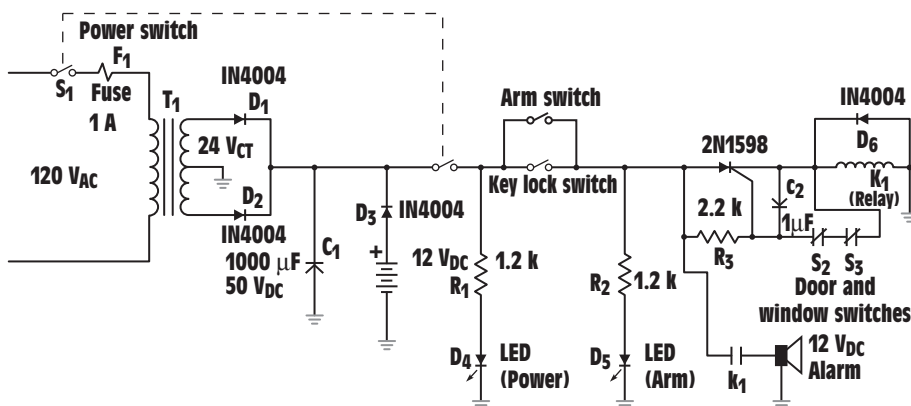 Power switch
F1
S1
Fuse
1 A
T1
120 VAC
24 VCT
IN4004
D1
D2
IN4004
1000 μF
50 VDC
C1
D3
IN4004
+
12 VDC
1.2 k
R1
D4
LED
(Power)
Arm switch
Key lock switch
R2
1.2 k
D5
LED
(Arm)
2N1598
2.2 k
R3
c2
1μF
IN4004
D6
K1
(Relay)
S2
S3
Door and
window switches
k1
12 VDC
Alarm